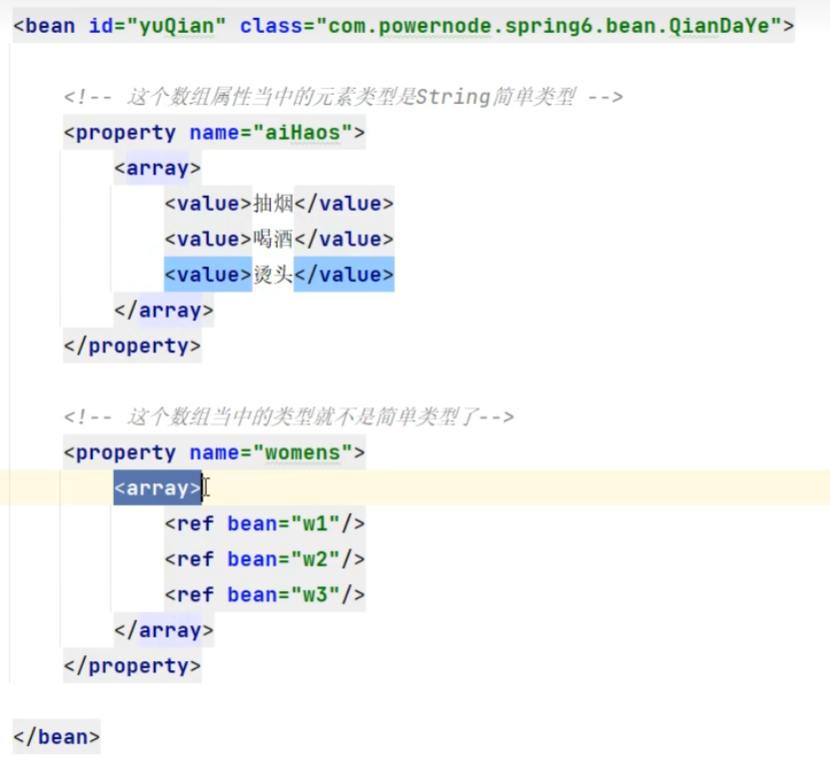 <bean id="yuQian" class="com.powernode.spring6.bean.QianDaYe">
<!-- 这个数组属性当中的元素类型是String简单类型 -->
<property name="aiHaos">
<array>
<value>抽烟</value>
<value>喝酒</value>
<value>烫头</value>
</array>
</property>
<!-- 这个数组当中的类型就不是简单类型了-->
<property name="womens">
<array>
<ref bean="w1"/>
<ref bean="w2"/>
<ref bean="w3"/>
</array>
</property>
</bean>